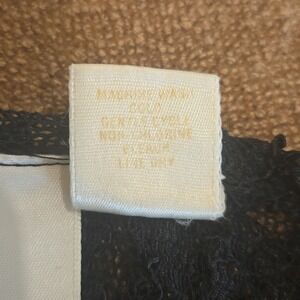 MACHINE WASH
COLD
GENTLE CYCLE
NON-CHLORINE
BLEACH
LINE DRY